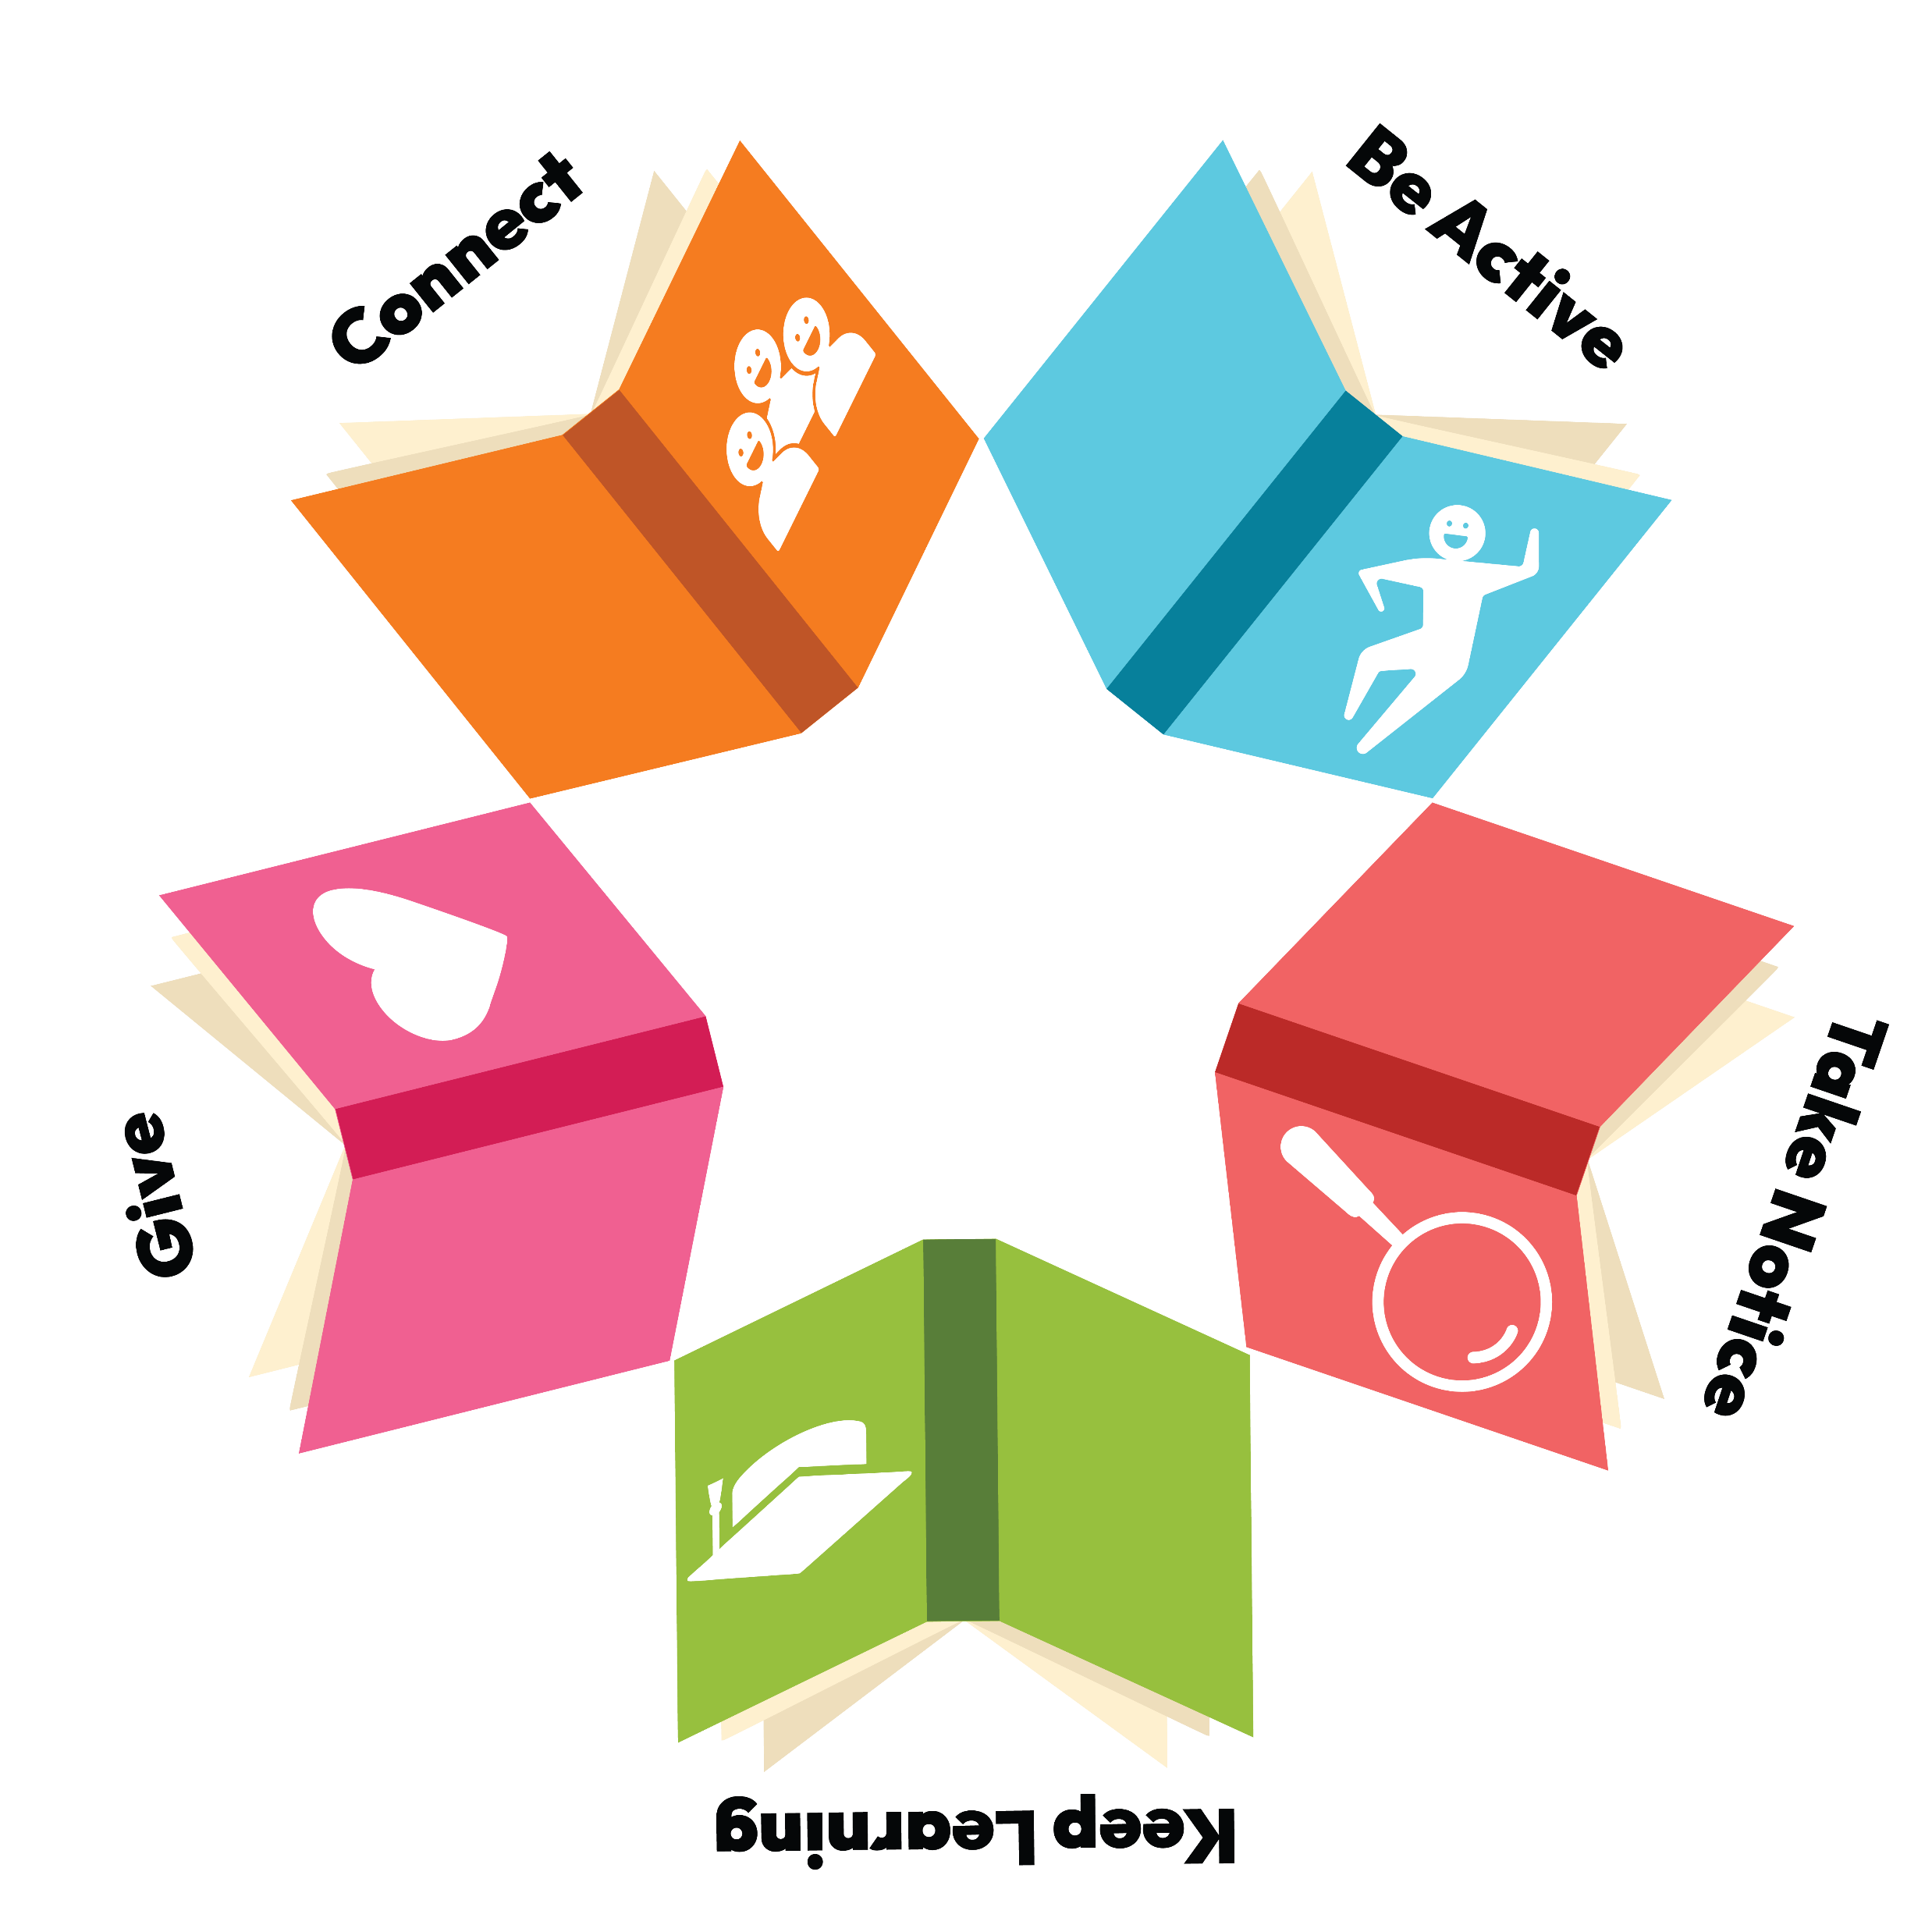 Connect
Be Active
Take Notice
Keep Learning
Give